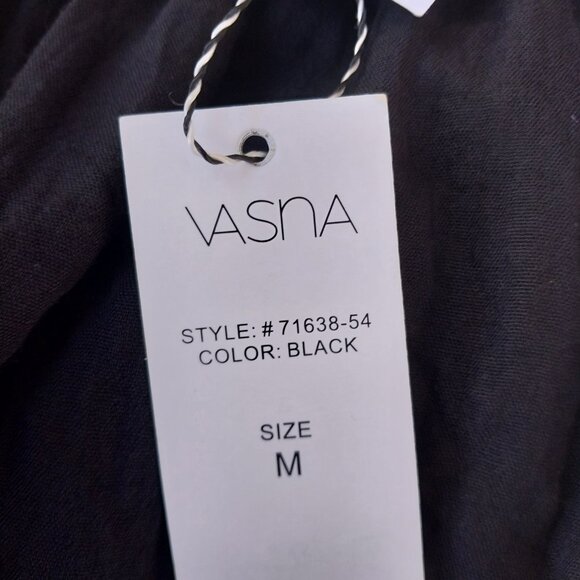 VASNA
STYLE: #71638-54
COLOR: BLACK
SIZE
M